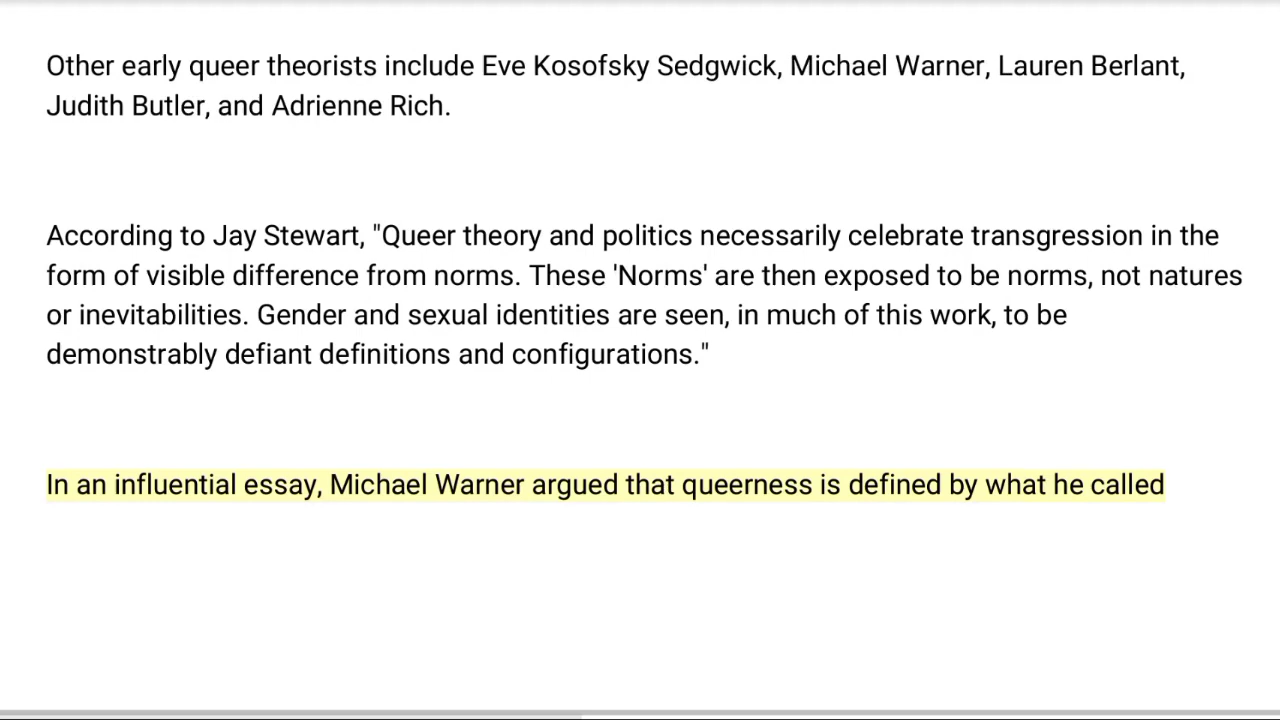 Other early queer theorists include Eve Kosofsky Sedgwick, Michael Warner, Lauren Berlant,
Judith Butler, and Adrienne Rich.
According to Jay Stewart, "Queer theory and politics necessarily celebrate transgression in the
form of visible difference from norms. These 'Norms' are then exposed to be norms, not natures
or inevitabilities. Gender and sexual identities are seen, in much of this work, to be
demonstrably defiant definitions and configurations."
In an influential essay, Michael Warner argued that queerness is defined by what he called